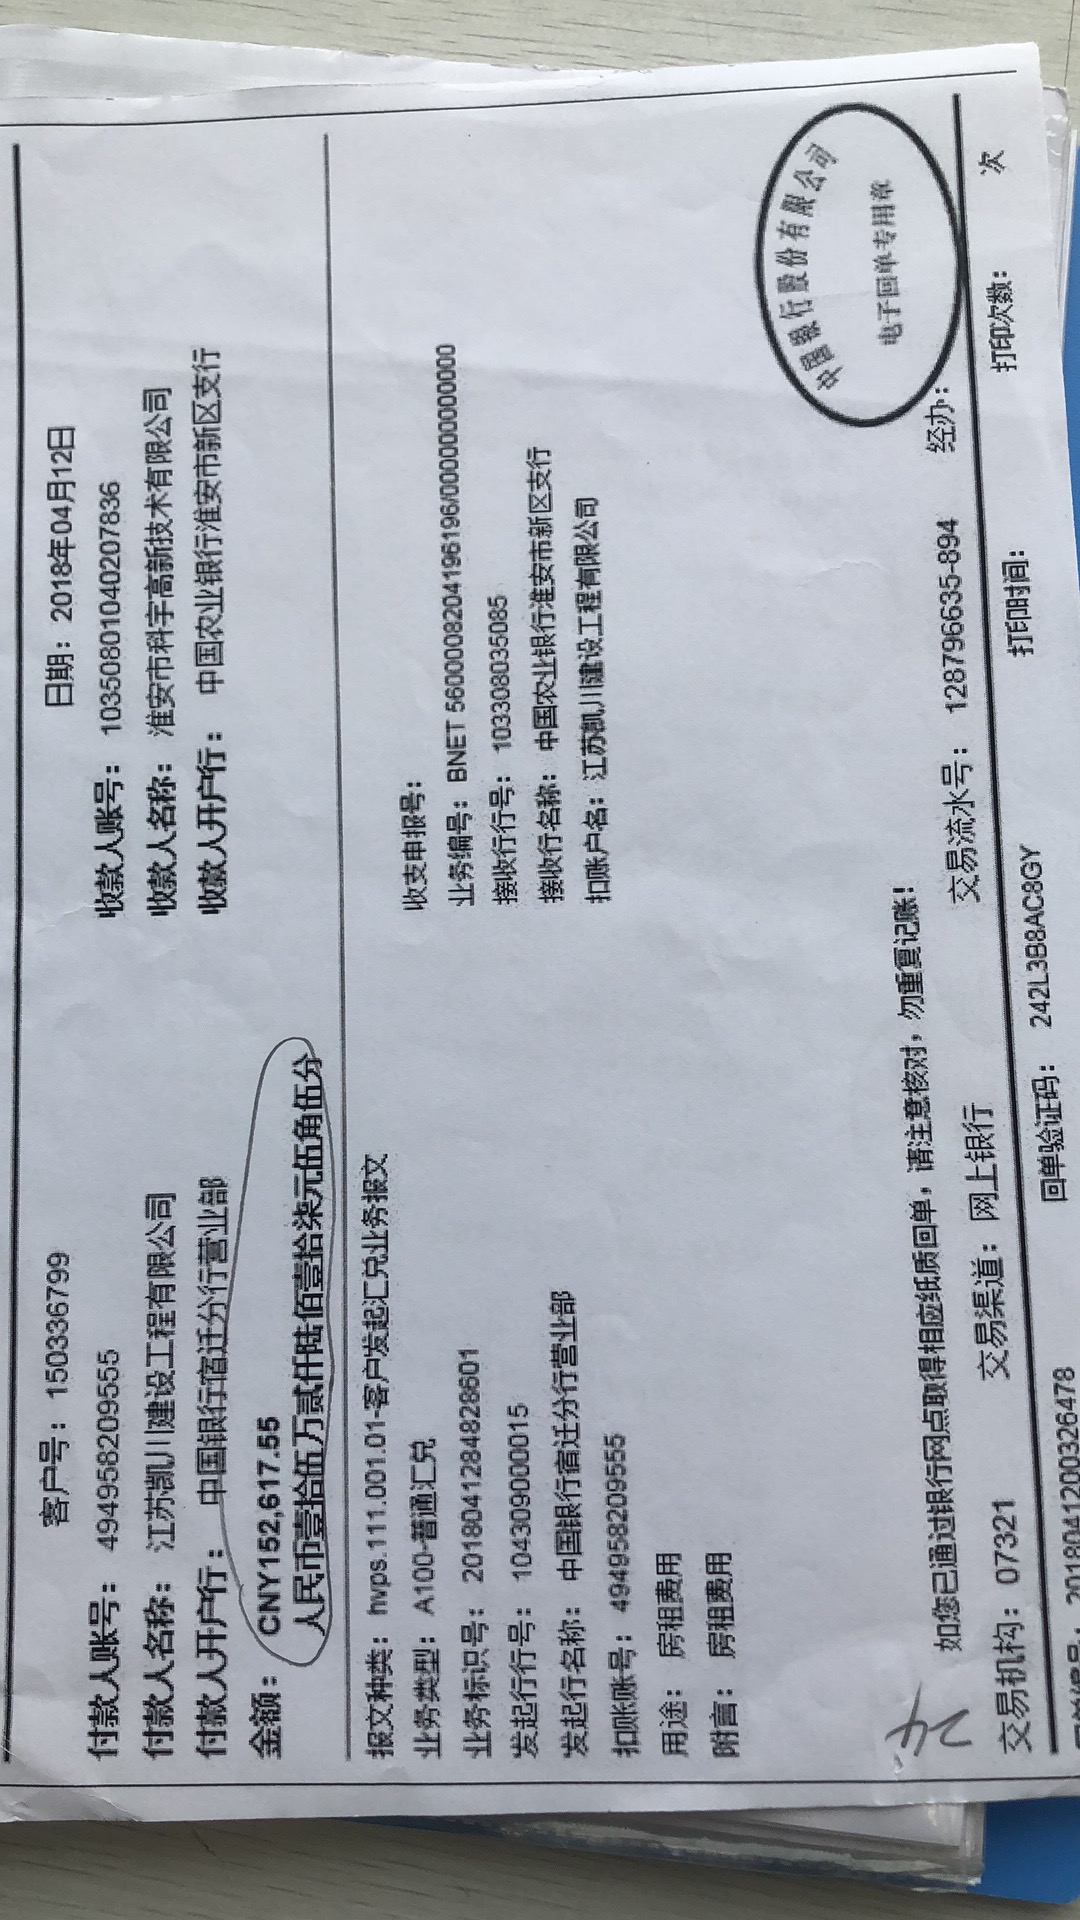 客户号：150336799 日期：2018年04月12日
付款人账号：494958209555 收款人账号：10350801040207836
付款人名称：江苏凯川建设工程有限公司 收款人名称：淮安市科宇高新技术有限公司
付款人开户行：中国银行宿迁分行营业部 收款人开户行：中国农业银行淮安市新区支行
金额：CNY152,617.55
人民币壹拾伍万贰仟陆佰壹拾柒元伍角伍分
报文种类：hvps.111.001.01-客户发起汇兑业务报文
业务类型：A100-普通汇兑 收支申报号：
业务标识号：2018041284828601 业务编号：BNET 5600008204196196/0000000000000
发起行行号：104309000015 接收行行号：103308035085
发起行名称：中国银行宿迁分行营业部 接收行名称：中国农业银行淮安市新区支行
扣账账号：494958209555 扣账户名：江苏凯川建设工程有限公司
用途：房租费用
附言：房租费用
中国银行股份有限公司
电子回单专用章
24
如您已通过银行网点取得相应纸质回单，请注意核对，勿重复记账！
交易机构：07321 交易渠道：网上银行 交易流水号：128796635-894 经办：
2018041200326478 回单验证码：242L3B8AC8GY 打印时间： 打印次数： 次